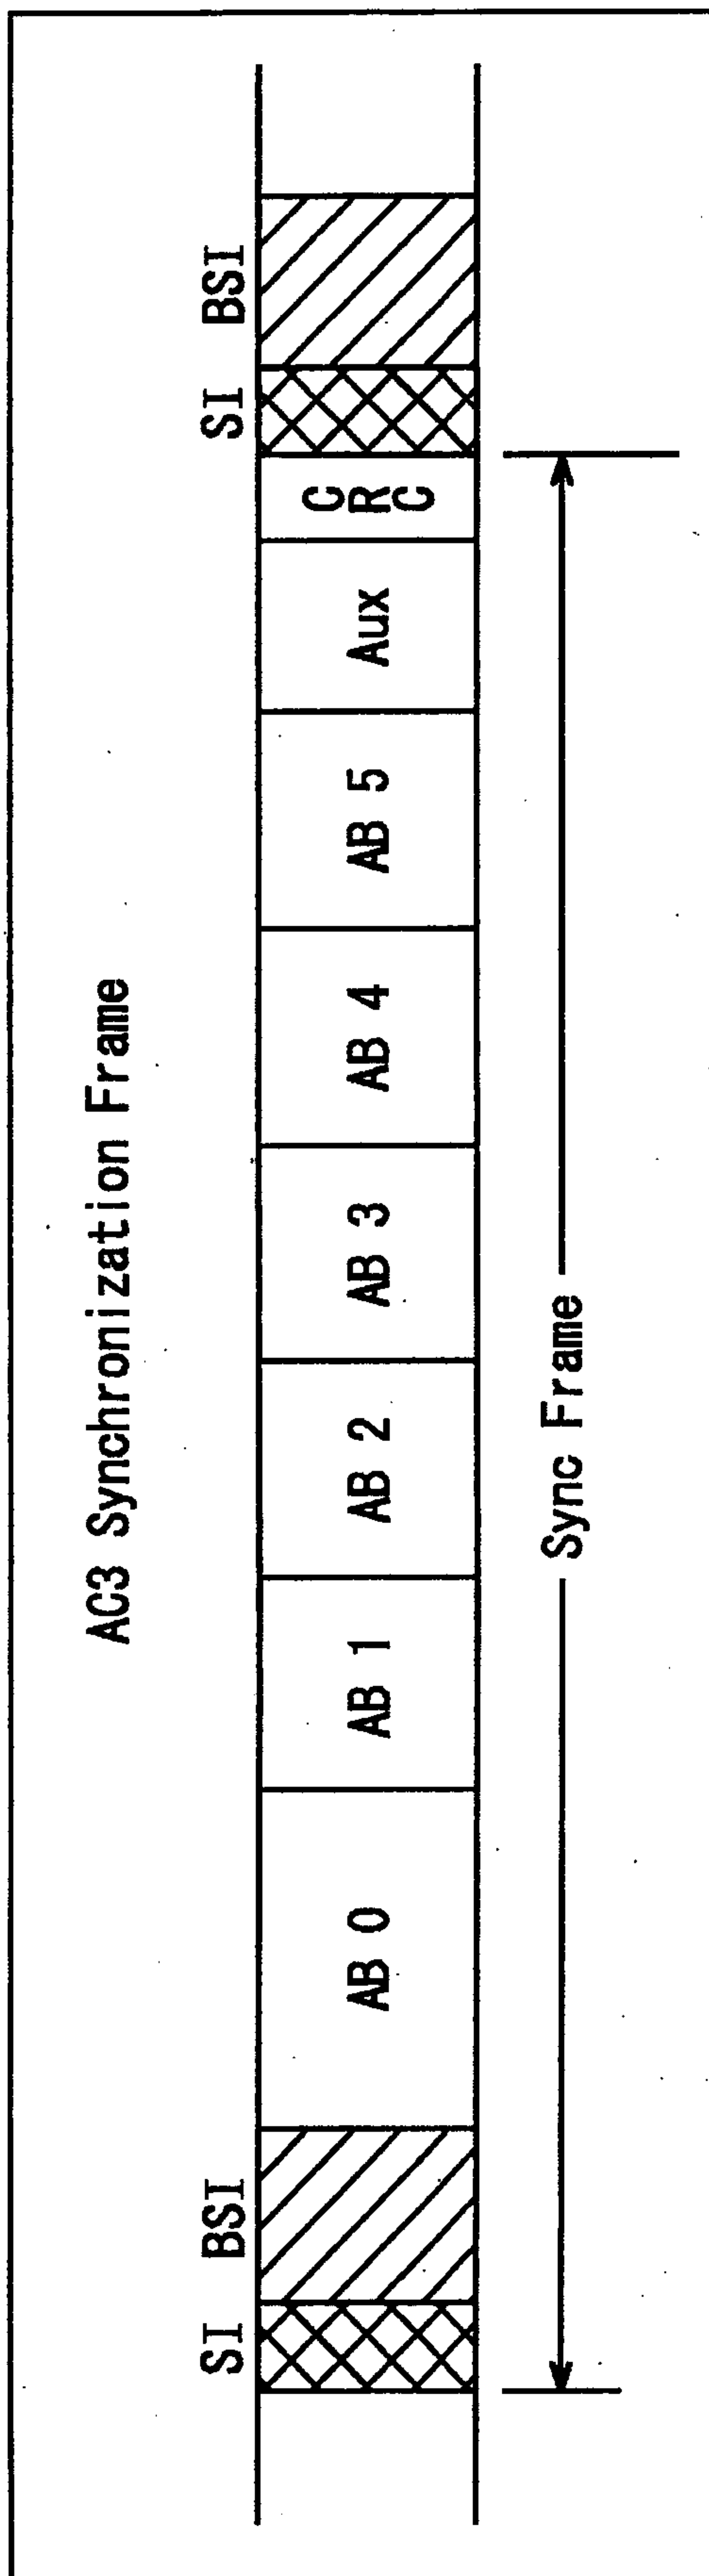 AC3 Synchronization Frame
SI BSI SI BSI
AB 0 AB 1 AB 2 AB 3 AB 4 AB 5 Aux CRC
Sync Frame